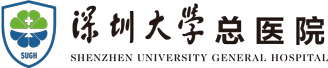 SUGH
深圳大学总医院
SHENZHEN UNIVERSITY GENERAL HOSPITAL